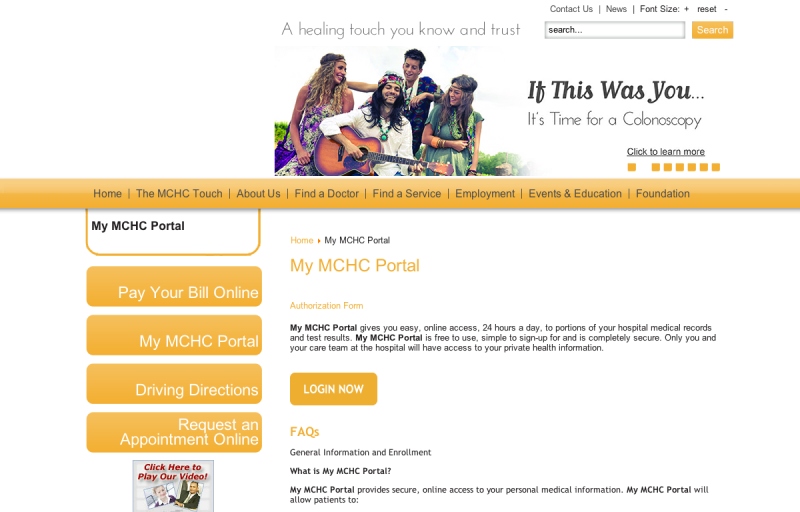 Contact Us | News | Font Size: + reset -
A healing touch you know and trust
search... Search
If This Was You...
It's Time for a Colonoscopy
Click to learn more
Home | The MCHC Touch | About Us | Find a Doctor | Find a Service | Employment | Events & Education | Foundation
My MCHC Portal
Pay Your Bill Online
My MCHC Portal
Driving Directions
Request an
Appointment Online
Click Here to
Play Our Video!
Home My MCHC Portal
My MCHC Portal
Authorization Form
My MCHC Portal gives you easy, online access, 24 hours a day, to portions of your hospital medical records
and test results. My MCHC Portal is free to use, simple to sign-up for and is completely secure. Only you and
your care team at the hospital will have access to your private health information.
LOGIN NOW
FAQs
General Information and Enrollment
What is My MCHC Portal?
My MCHC Portal provides secure, online access to your personal medical information. My MCHC Portal will
allow patients to: